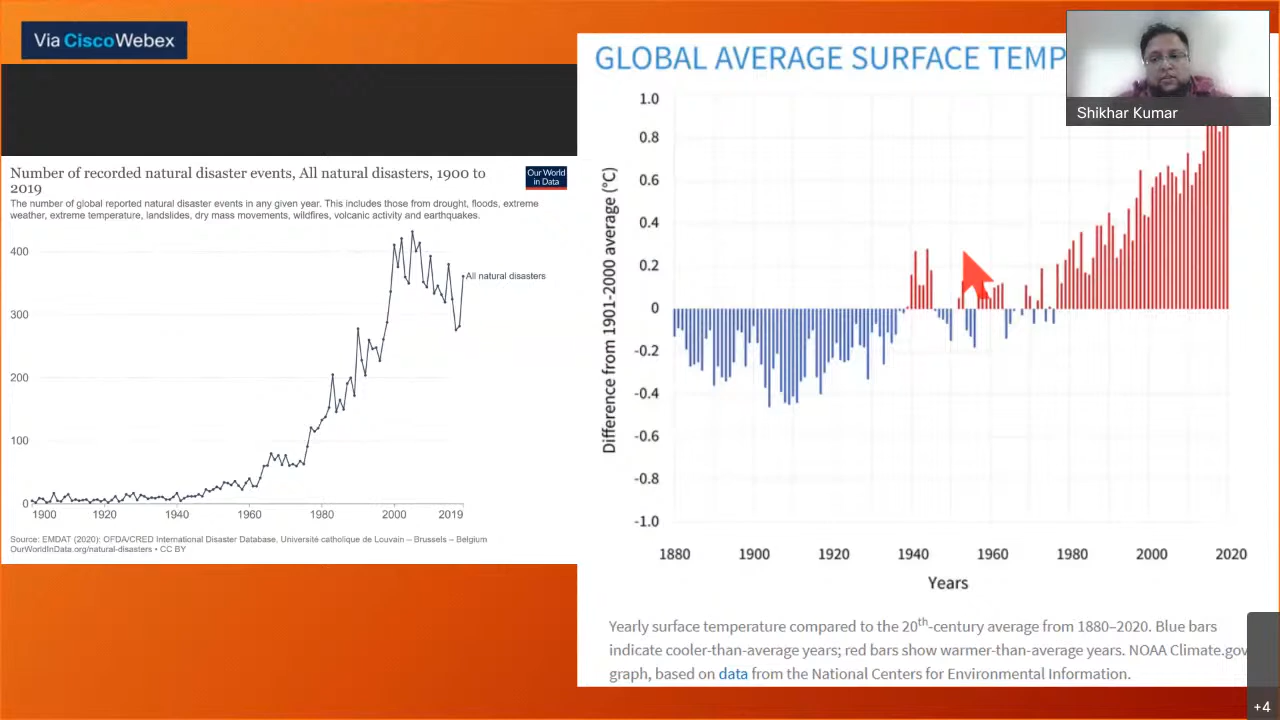 Via CiscoWebex
Number of recorded natural disaster events, All natural disasters, 1900 to
2019
Our World
in Data
The number of global reported natural disaster events in any given year. This includes those from drought, floods, extreme
weather, extreme temperature, landslides, dry mass movements, wildfires, volcanic activity and earthquakes.
400
300
200
100
0
All natural disasters
1900 1920 1940 1960 1980 2000 2019
Source: EMDAT (2020): OFDA/CRED International Disaster Database, Université catholique de Louvain – Brussels – Belgium
OurWorldInData.org/natural-disasters • CC BY
GLOBAL AVERAGE SURFACE TEMP
Shikhar Kumar
Difference from 1901-2000 average (°C)
1.0
0.8
0.6
0.4
0.2
0
-0.2
-0.4
-0.6
-0.8
-1.0
1880 1900 1920 1940 1960 1980 2000 2020
Years
Yearly surface temperature compared to the 20th-century average from 1880–2020. Blue bars
indicate cooler-than-average years; red bars show warmer-than-average years. NOAA Climate.gov
graph, based on data from the National Centers for Environmental Information.
+4